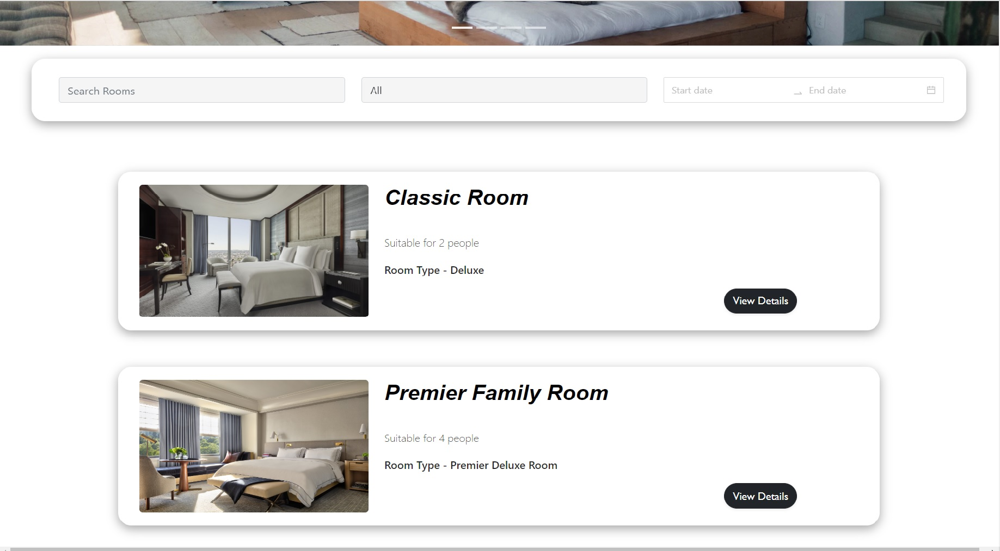 Search Rooms
All
Start date
End date
Classic Room
Suitable for 2 people
Room Type - Deluxe
View Details
Premier Family Room
Suitable for 4 people
Room Type - Premier Deluxe Room
View Details